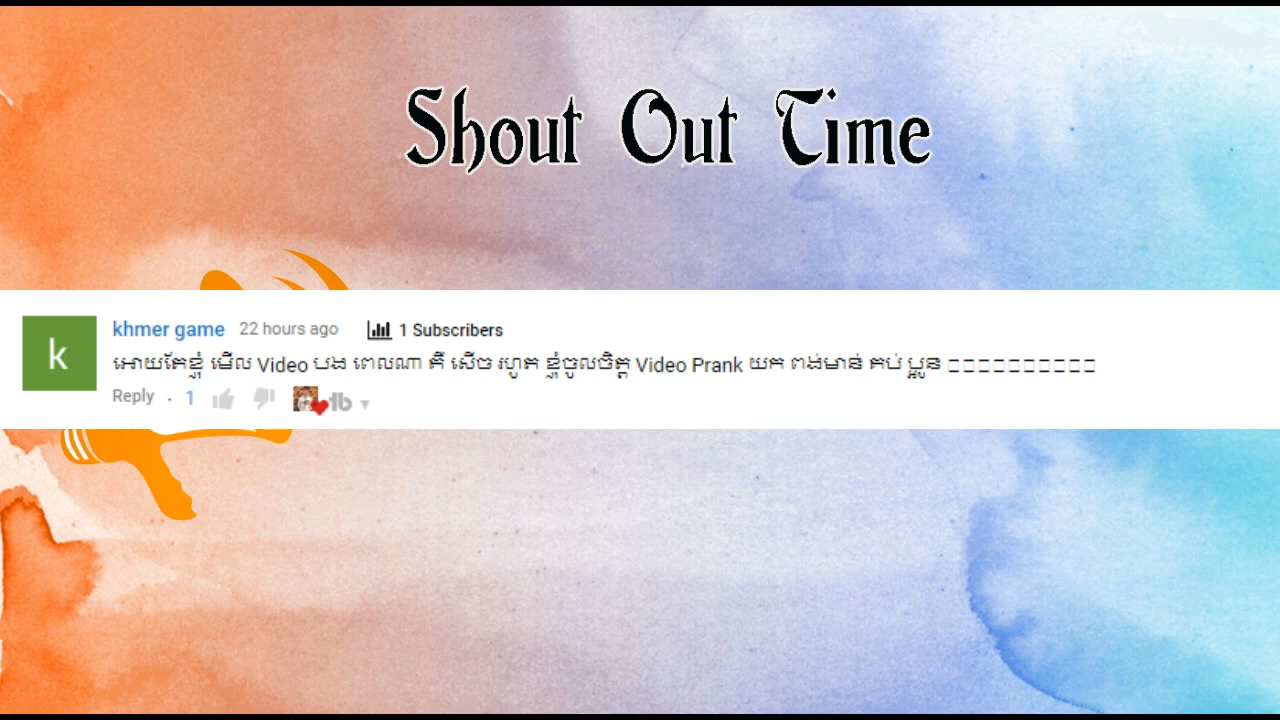 Shout Out Time
k
khmer game 22 hours ago 1 Subscribers
អោយតែខ្ញុំ មើល Video បង ពេលណា គឺ សើច រហូត ខ្ញុំចូលចិត្ត Video Prank យក ពង់មាន់ គប់ ប្អូន
Reply . 1